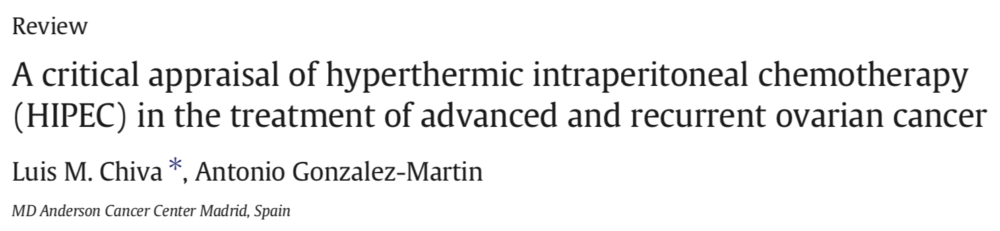 Review
A critical appraisal of hyperthermic intraperitoneal chemotherapy
(HIPEC) in the treatment of advanced and recurrent ovarian cancer
Luis M. Chiva *, Antonio Gonzalez-Martin
MD Anderson Cancer Center Madrid, Spain